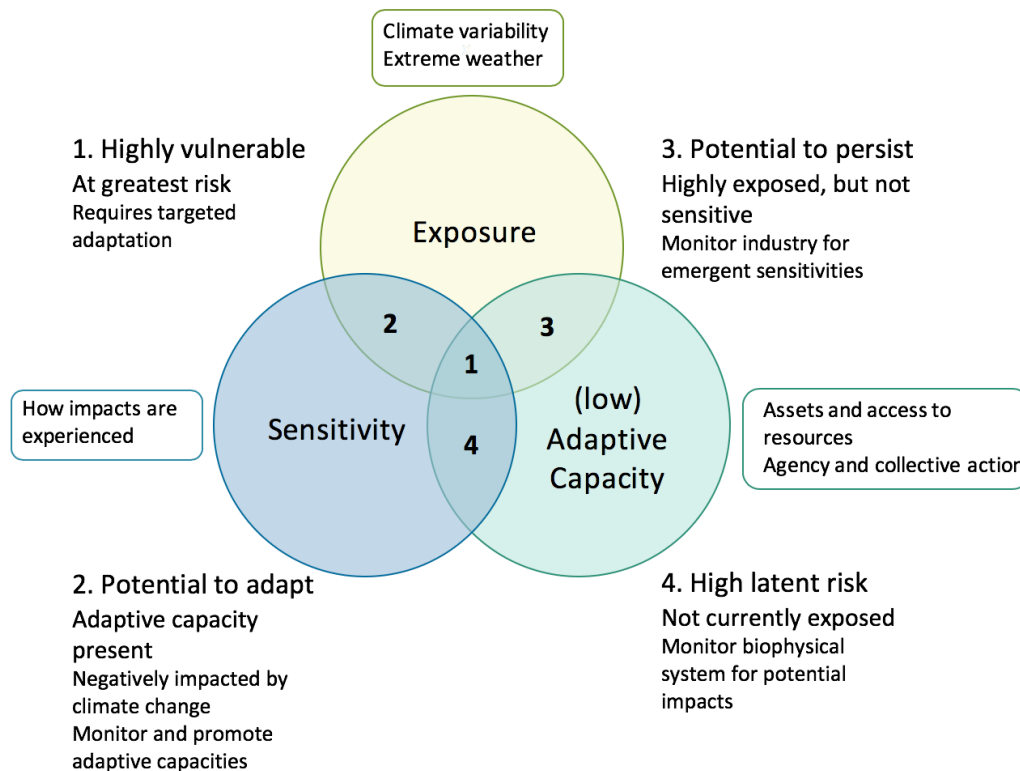 Climate variability
Extreme weather
1. Highly vulnerable
At greatest risk
Requires targeted
adaptation
3. Potential to persist
Highly exposed, but not
sensitive
Monitor industry for
emergent sensitivities
Exposure
2
3
1
How impacts are
experienced
Sensitivity
4
(low)
Adaptive
Capacity
Assets and access to
resources
Agency and collective action
2. Potential to adapt
Adaptive capacity
present
Negatively impacted by
climate change
Monitor and promote
adaptive capacities
4. High latent risk
Not currently exposed
Monitor biophysical
system for potential
impacts